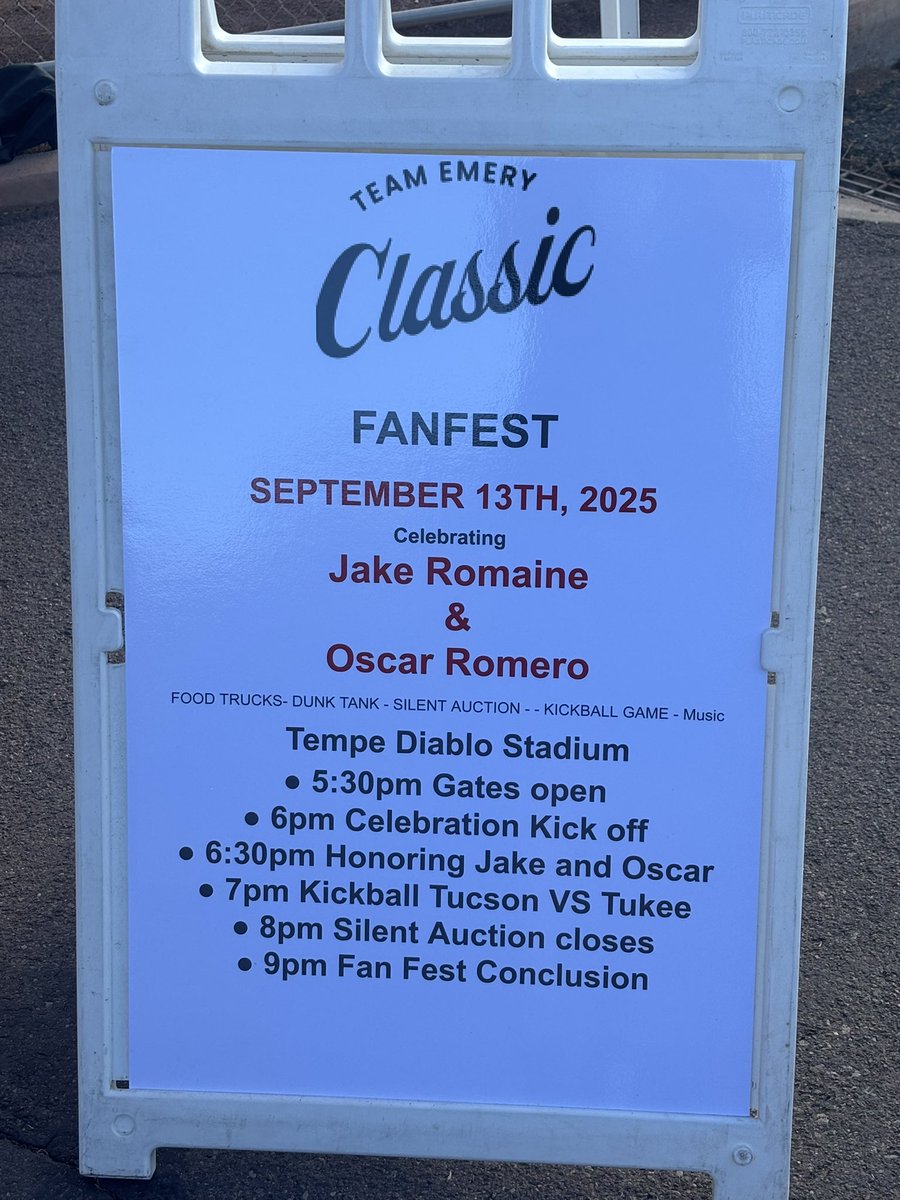 TEAM EMERY
Classic
FANFEST
SEPTEMBER 13TH, 2025
Celebrating
Jake Romaine
&
Oscar Romero
FOOD TRUCKS- DUNK TANK - SILENT AUCTION - - KICKBALL GAME - Music
Tempe Diablo Stadium
● 5:30pm Gates open
● 6pm Celebration Kick off
● 6:30pm Honoring Jake and Oscar
● 7pm Kickball Tucson VS Tukee
● 8pm Silent Auction closes
● 9pm Fan Fest Conclusion